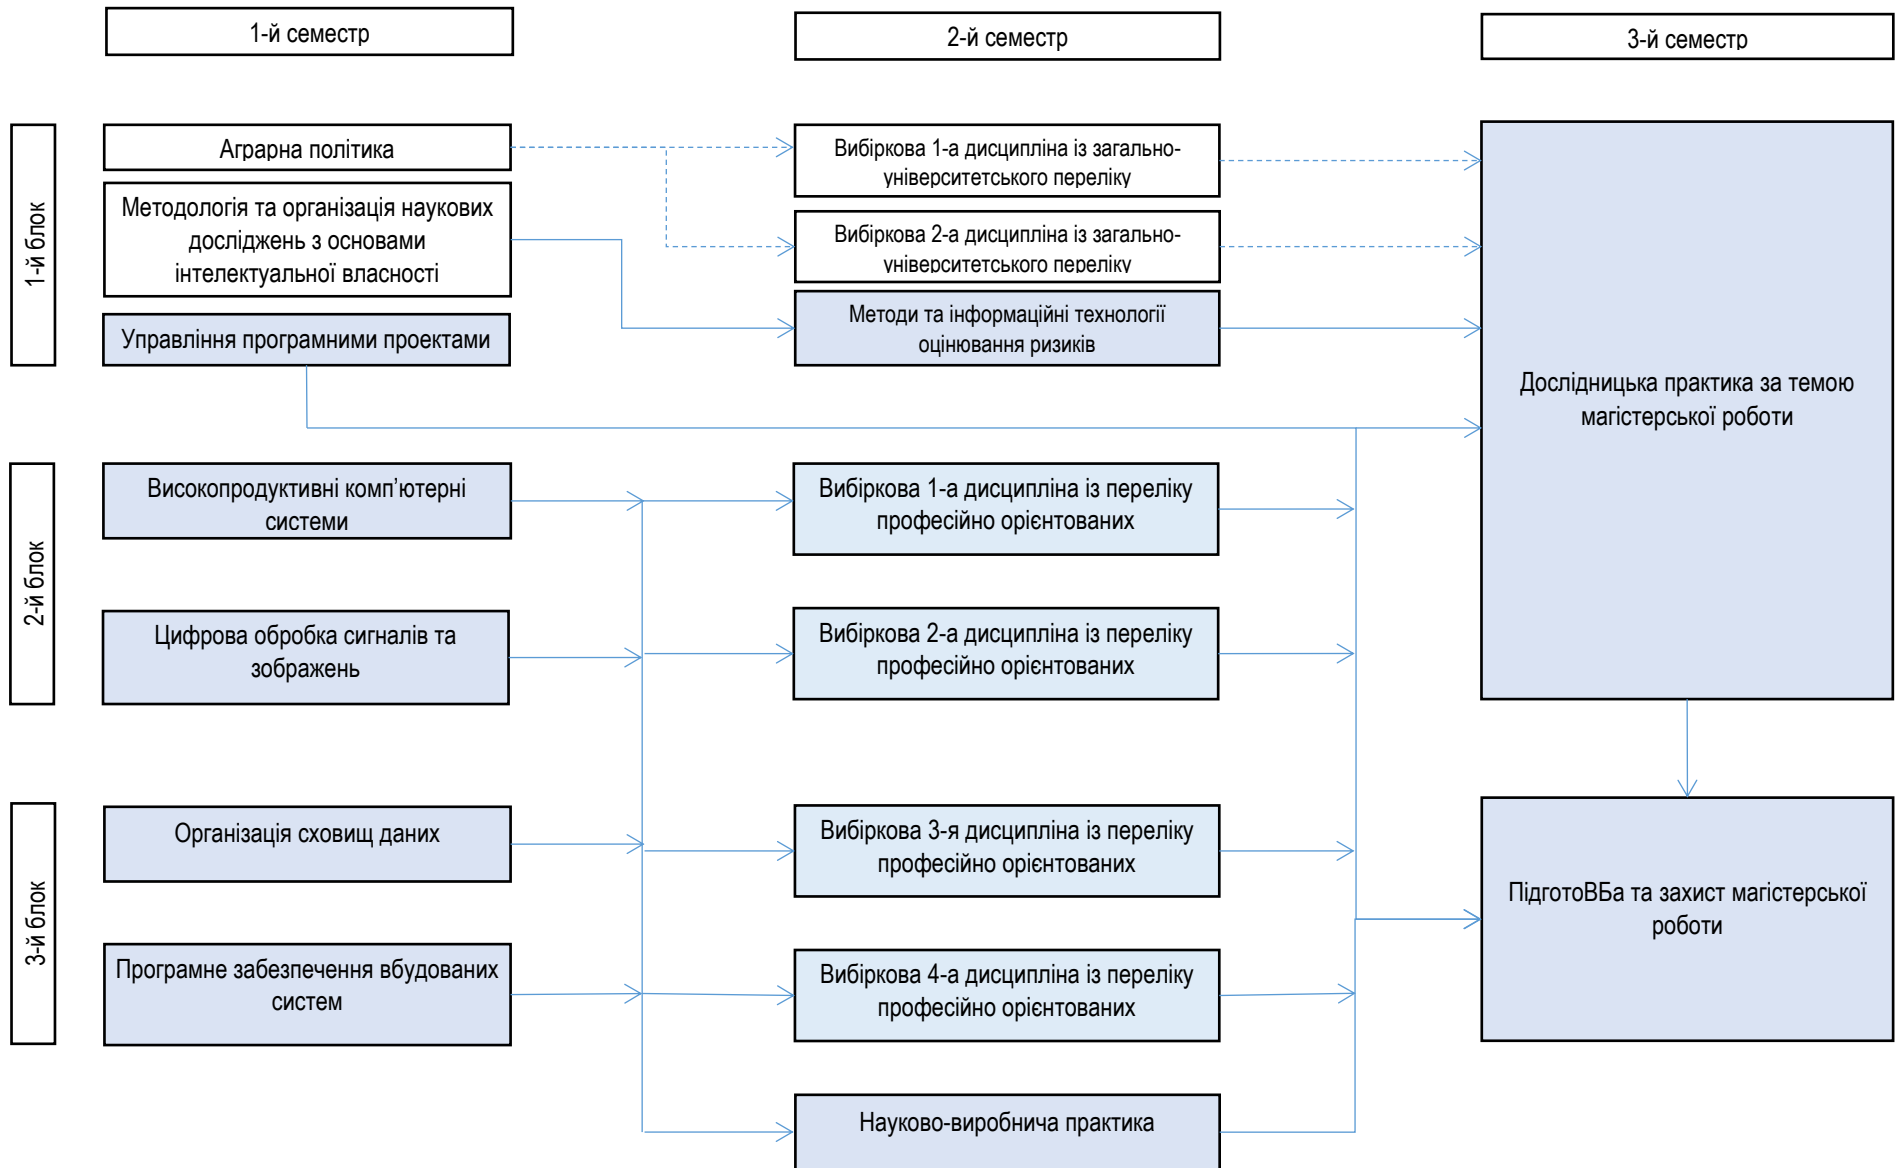 1-й семестр
2-й семестр
3-й семестр
1-й блок
Аграрна політика
Методологія та організація наукових
досліджень з основами
інтелектуальної власності
Управління програмними проектами
Вибіркова 1-а дисципліна із загально-
університетського переліку
Вибіркова 2-а дисципліна із загально-
університетського переліку
Методи та інформаційні технології
оцінювання ризиків
Дослідницька практика за темою
магістерської роботи
2-й блок
Високопродуктивні комп’ютерні
системи
Цифрова обробка сигналів та
зображень
Вибіркова 1-а дисципліна із переліку
професійно орієнтованих
Вибіркова 2-а дисципліна із переліку
професійно орієнтованих
3-й блок
Організація сховищ даних
Програмне забезпечення вбудованих
систем
Вибіркова 3-я дисципліна із переліку
професійно орієнтованих
Вибіркова 4-а дисципліна із переліку
професійно орієнтованих
Науково-виробнича практика
ПідготоВБа та захист магістерської
роботи